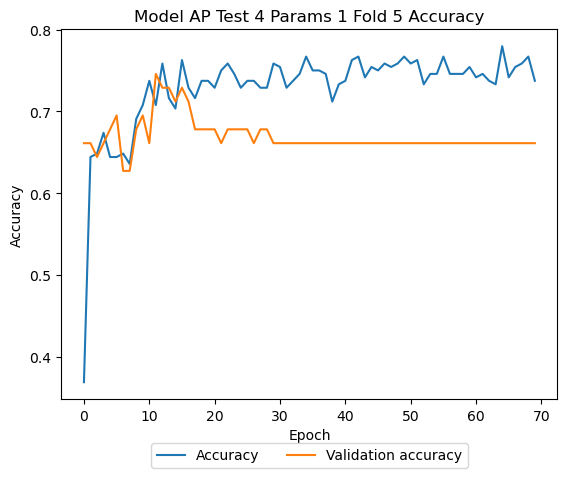 Model AP Test 4 Params 1 Fold 5 Accuracy
0.8
0.7
0.6
0.5
0.4
Accuracy
0 10 20 30 40 50 60 70
Epoch
Accuracy Validation accuracy